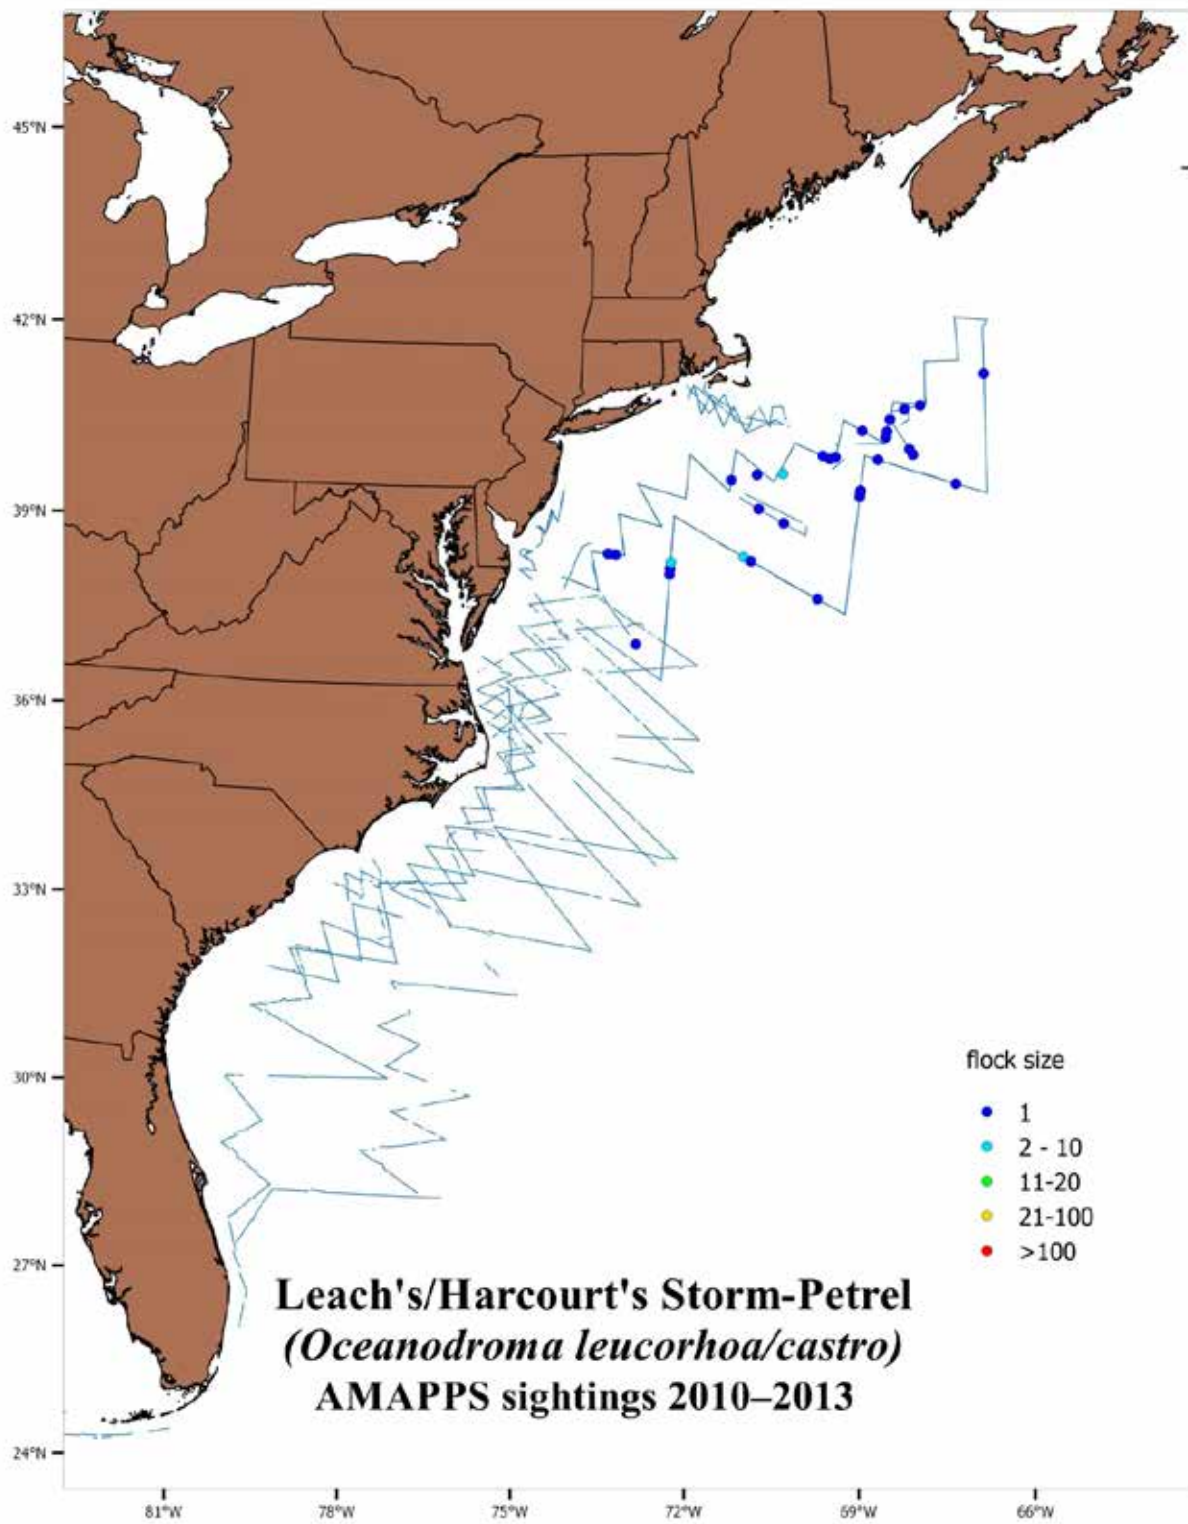 45°N
42°N
39°N
36°N
33°N
30°N
27°N
24°N
flock size
1
2 - 10
11-20
21-100
>100
Leach's/Harcourt's Storm-Petrel
(Oceanodroma leucorhoa/castro)
AMAPPS sightings 2010–2013
81°W 78°W 75°W 72°W 69°W 66°W